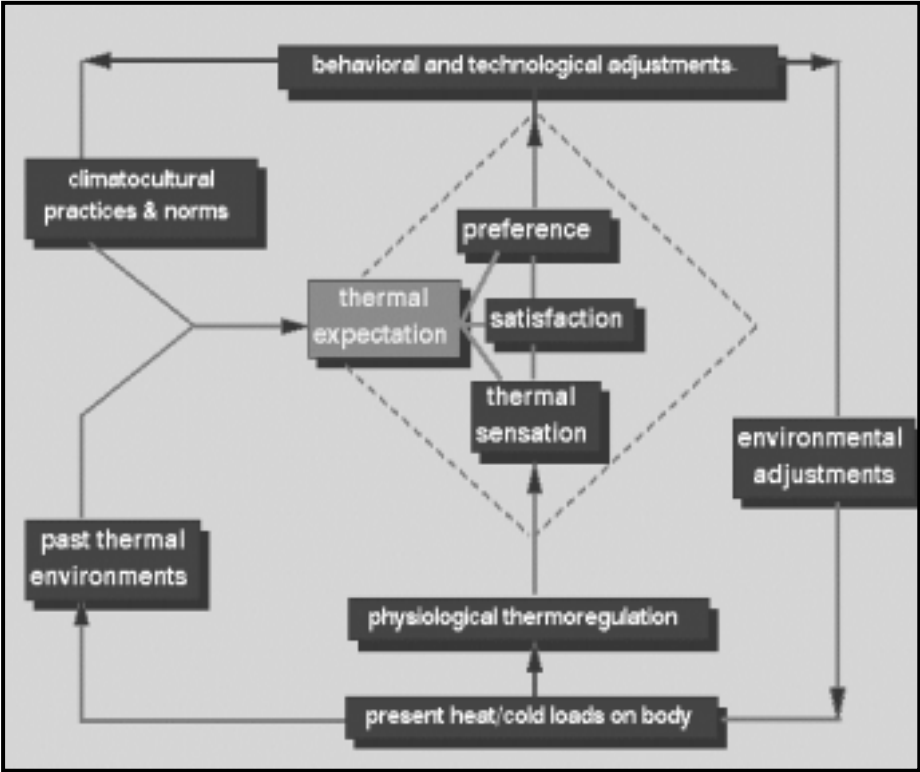 behavioral and technological adjustments
climatocultural
practices & norms
preference
thermal
expectation
satisfaction
thermal
sensation
environmental
adjustments
past thermal
environments
physiological thermoregulation
present heat/cold loads on body